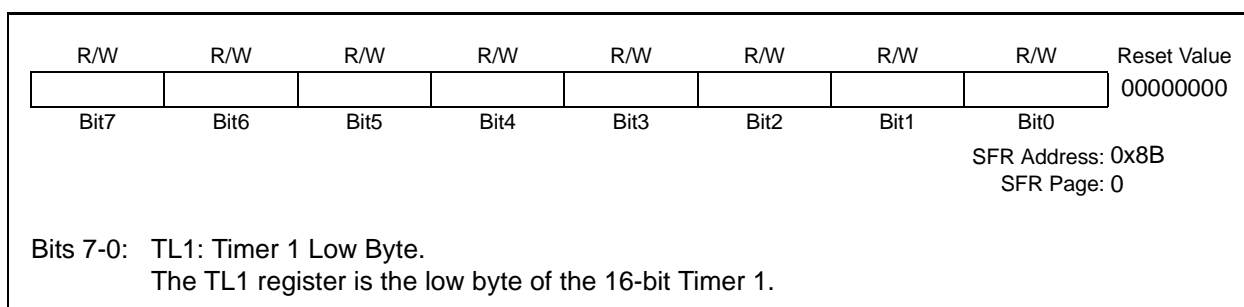 R/W R/W R/W R/W R/W R/W R/W R/W Reset Value
00000000
Bit7 Bit6 Bit5 Bit4 Bit3 Bit2 Bit1 Bit0
SFR Address: 0x8B
SFR Page: 0
Bits 7-0: TL1: Timer 1 Low Byte.
The TL1 register is the low byte of the 16-bit Timer 1.